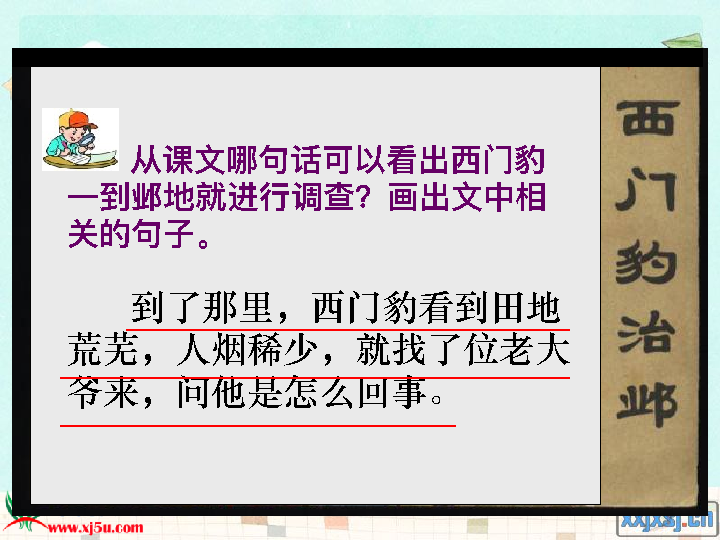 从课文哪句话可以看出西门豹
一到邺地就进行调查？画出文中相
关的句子。
到了那里，西门豹看到田地
荒芜，人烟稀少，就找了位老大
爷来，问他是怎么回事。
西门豹治邺
www.xj5u.com
xxjxsj.cn